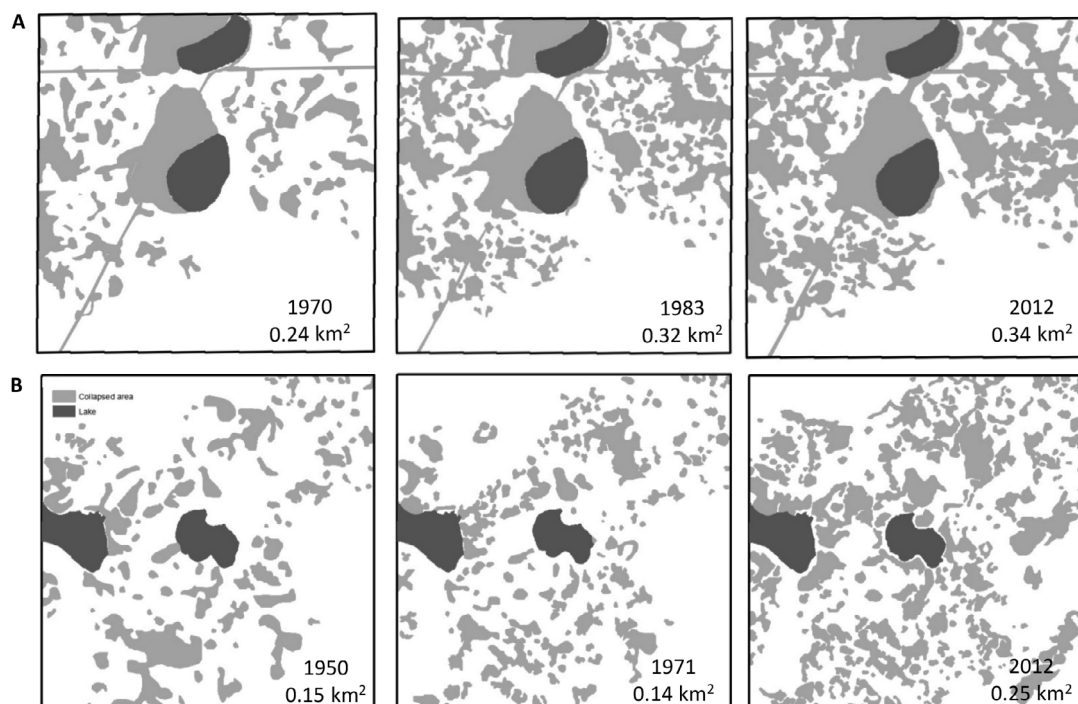 A
1970
0.24 km²
1983
0.32 km²
2012
0.34 km²
B
Collapsed area
Lake
1950
0.15 km²
1971
0.14 km²
2012
0.25 km²